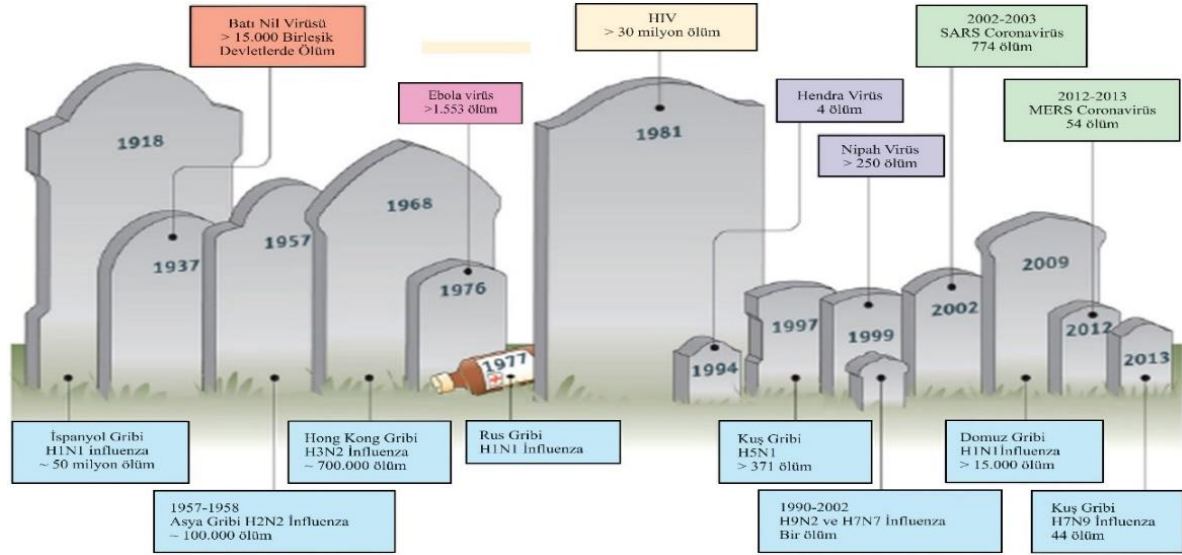 Batı Nil Virüsü
> 15.000 Birleşik
Devletlerde Ölüm
Ebola virüs
>1.553 ölüm
HIV
> 30 milyon ölüm
Hendra Virüs
4 ölüm
Nipah Virüs
> 250 ölüm
2002-2003
SARS Coronavirüs
774 ölüm
2012-2013
MERS Coronavirüs
54 ölüm
1918
1937
1957
1968
1976
1977
1981
1994
1997
1999
2002
2009
2012
2013
İspanyol Gribi
H1N1 influenza
~ 50 milyon ölüm
1957-1958
Asya Gribi H2N2 İnfluenza
~ 100.000 ölüm
Hong Kong Gribi
H3N2 İnfluenza
~ 700.000 ölüm
Rus Gribi
H1N1 İnfluenza
Kuş Gribi
H5N1
> 371 ölüm
1990-2002
H9N2 ve H7N7 İnfluenza
Bir ölüm
Domuz Gribi
H1N1İnfluenza
> 15.000 ölüm
Kuş Gribi
H7N9 İnfluenza
44 ölüm